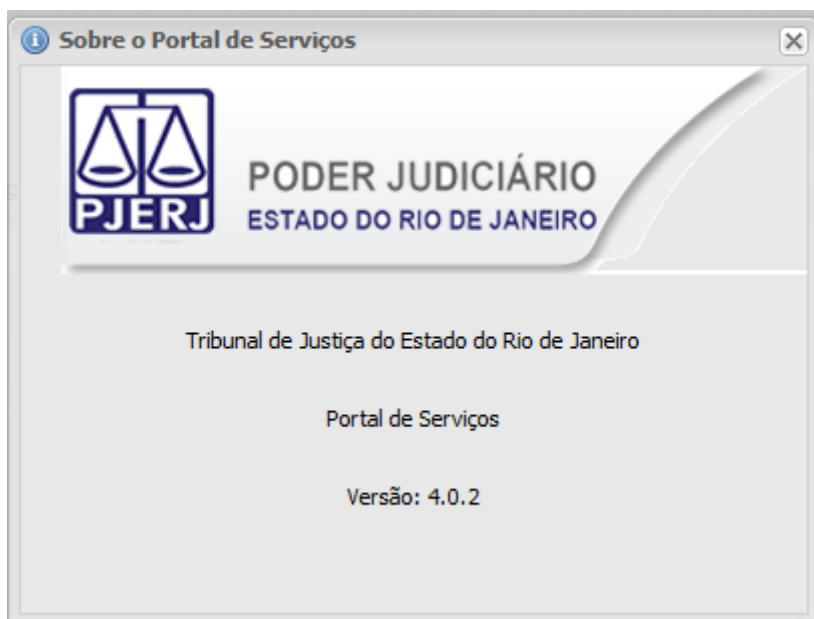 Sobre o Portal de Serviços
PJERJ
PODER JUDICIÁRIO
ESTADO DO RIO DE JANEIRO
Tribunal de Justiça do Estado do Rio de Janeiro
Portal de Serviços
Versão: 4.0.2